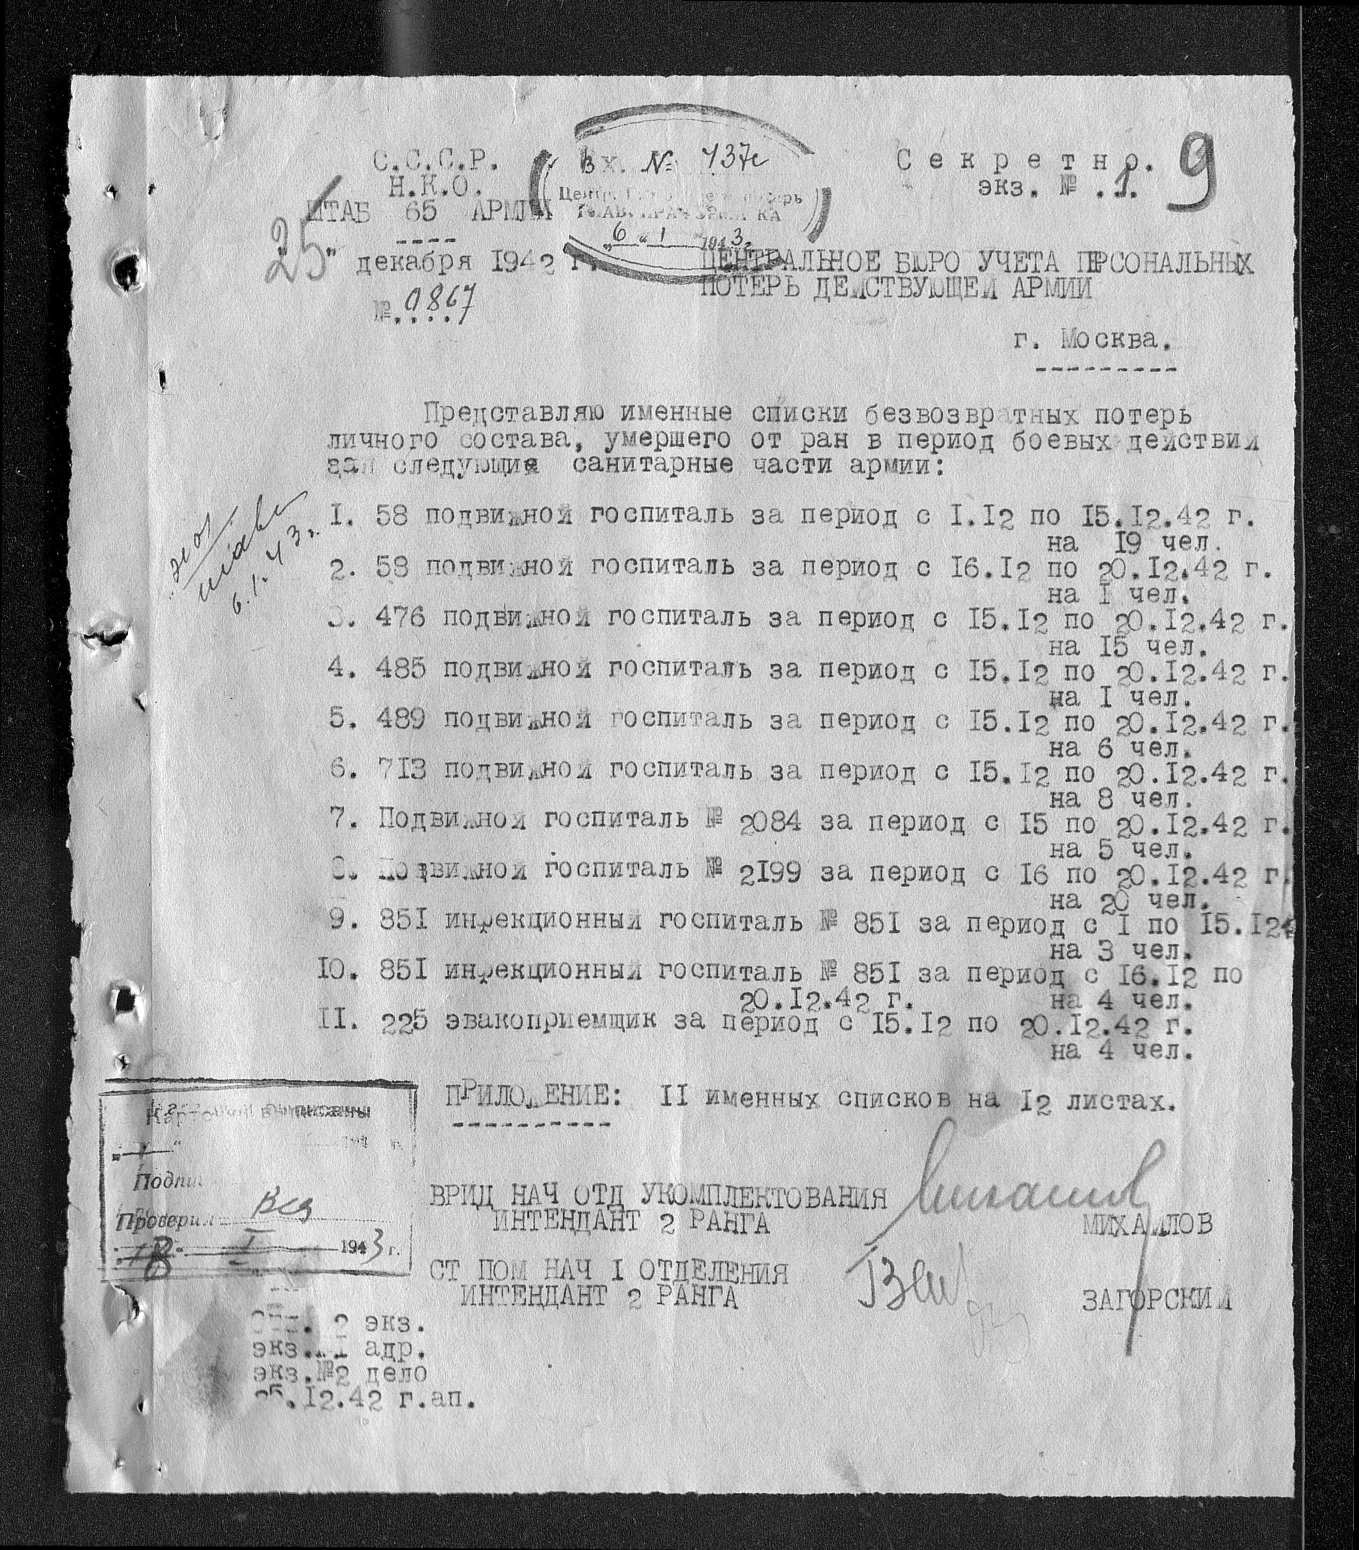 С.С.С.Р.
Н.К.О.
ШТАБ 65 АРМИИ
"25" декабря 1942 г.
№.0867
Вх. № 737с
"6" 1 1943 г.
Секретно.
экз. № 1.
9
ЦЕНТРАЛЬНОЕ БЮРО УЧЕТА ПЕРСОНАЛЬНЫХ
ПОТЕРЬ ДЕЙСТВУЮЩЕЙ АРМИИ
г. Москва.
Представляю именные списки безвозвратных потерь
личного состава, умершего от ран в период боевых действий
следующие санитарные части армии:
6.1.43г.
I. 58 подвижной госпиталь за период с I.I2 по I5.I2.42 г.
на I9 чел.
2. 58 подвижной госпиталь за период с I6.I2 по 20.I2.42 г.
на I чел.
3. 476 подвижной госпиталь за период с I5.I2 по 20.I2.42 г.
на I5 чел.
4. 485 подвижной госпиталь за период с I5.I2 по 20.I2.42 г.
на I чел.
5. 489 подвижной госпиталь за период с I5.I2 по 20.I2.42 г.
на 6 чел.
6. 7I3 подвижной госпиталь за период с I5.I2 по 20.I2.42 г.
на 8 чел.
7. Подвижной госпиталь № 2084 за период с I5 по 20.I2.42 г.
на 5 чел.
8. Подвижной госпиталь № 2I99 за период с I6 по 20.I2.42 г.
на 20 чел.
9. 85I инфекционный госпиталь № 85I за период с I по I5.I2
на 3 чел.
I0. 85I инфекционный госпиталь № 85I за период с I6.I2 по
20.I2.42 г. на 4 чел.
II. 225 эвакоприемщик за период с I5.I2 по 20.I2.42 г.
на 4 чел.
ПРИЛОЖЕНИЕ: II именных списков на I2 листах.
Карточки выписаны
Проверил
18 I 1943 г.
ВРИД НАЧ ОТД УКОМПЛЕКТОВАНИЯ
ИНТЕНДАНТ 2 РАНГА МИХАЙЛОВ
СТ ПОМ НАЧ I ОТДЕЛЕНИЯ
ИНТЕНДАНТ 2 РАНГА ЗАГОРСКИЙ
2 экз.
экз.№I адр.
экз.№2 дело
25.I2.42 г.ап.